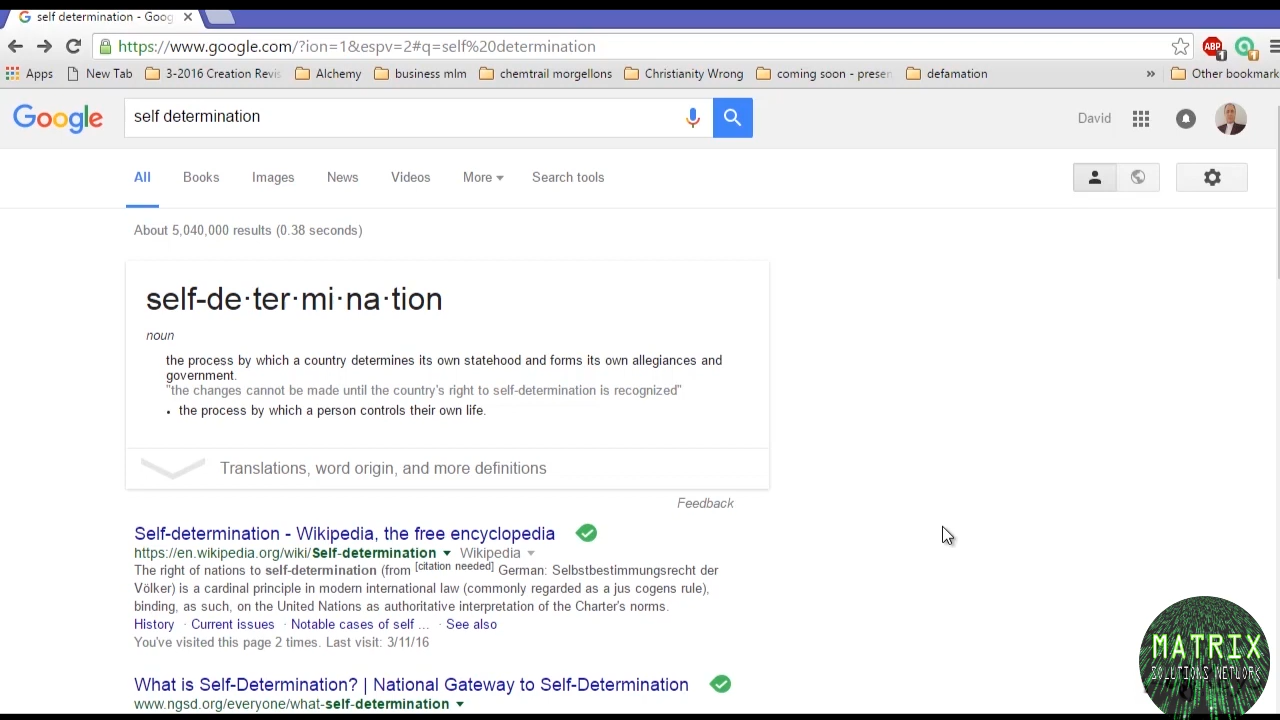 self determination - Goog
https://www.google.com/?ion=1&espv=2#q=self%20determination
ABP 1 1
Apps New Tab 3-2016 Creation Revis Alchemy business mlm chemtrail morgellons Christianity Wrong coming soon - presen defamation » Other bookmark
Google self determination David
All Books Images News Videos More Search tools
About 5,040,000 results (0.38 seconds)
self-de·ter·mi·na·tion
noun
the process by which a country determines its own statehood and forms its own allegiances and
government.
"the changes cannot be made until the country's right to self-determination is recognized"
• the process by which a person controls their own life.
Translations, word origin, and more definitions
Feedback
Self-determination - Wikipedia, the free encyclopedia
https://en.wikipedia.org/wiki/Self-determination Wikipedia
The right of nations to self-determination (from [citation needed] German: Selbstbestimmungsrecht der
Völker) is a cardinal principle in modern international law (commonly regarded as a jus cogens rule),
binding, as such, on the United Nations as authoritative interpretation of the Charter's norms.
History · Current issues · Notable cases of self ... · See also
You've visited this page 2 times. Last visit: 3/11/16
What is Self-Determination? | National Gateway to Self-Determination
www.ngsd.org/everyone/what-self-determination
MATRIX
SOLUTIONS NETWORK